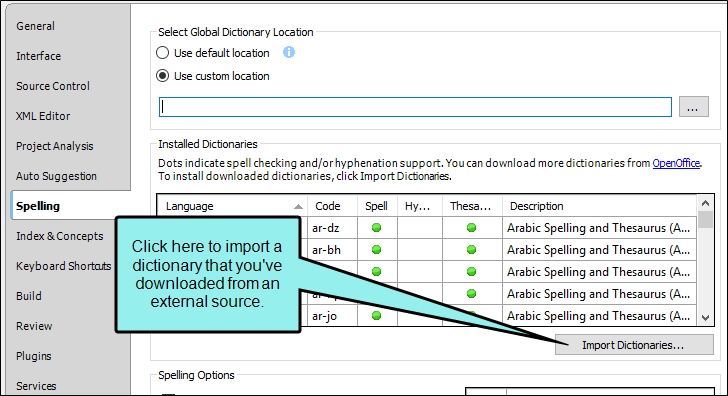 General
Interface
Source Control
XML Editor
Project Analysis
Auto Suggestion
Spelling
Index & Concepts
Keyboard Shortcuts
Build
Review
Plugins
Services
Select Global Dictionary Location
Use default location
Use custom location
...
Installed Dictionaries
Dots indicate spell checking and/or hyphenation support. You can download more dictionaries from OpenOffice.
To install downloaded dictionaries, click Import Dictionaries.
Language Code Spell Hy... Thesa... Description
ar-dz Arabic Spelling and Thesaurus (A...
ar-bh Arabic Spelling and Thesaurus (A...
Arabic Spelling and Thesaurus (A...
Arabic Spelling and Thesaurus (A...
ar-jo Arabic Spelling and Thesaurus (A...
Click here to import a
dictionary that you've
downloaded from an
external source.
Import Dictionaries...
Spelling Options